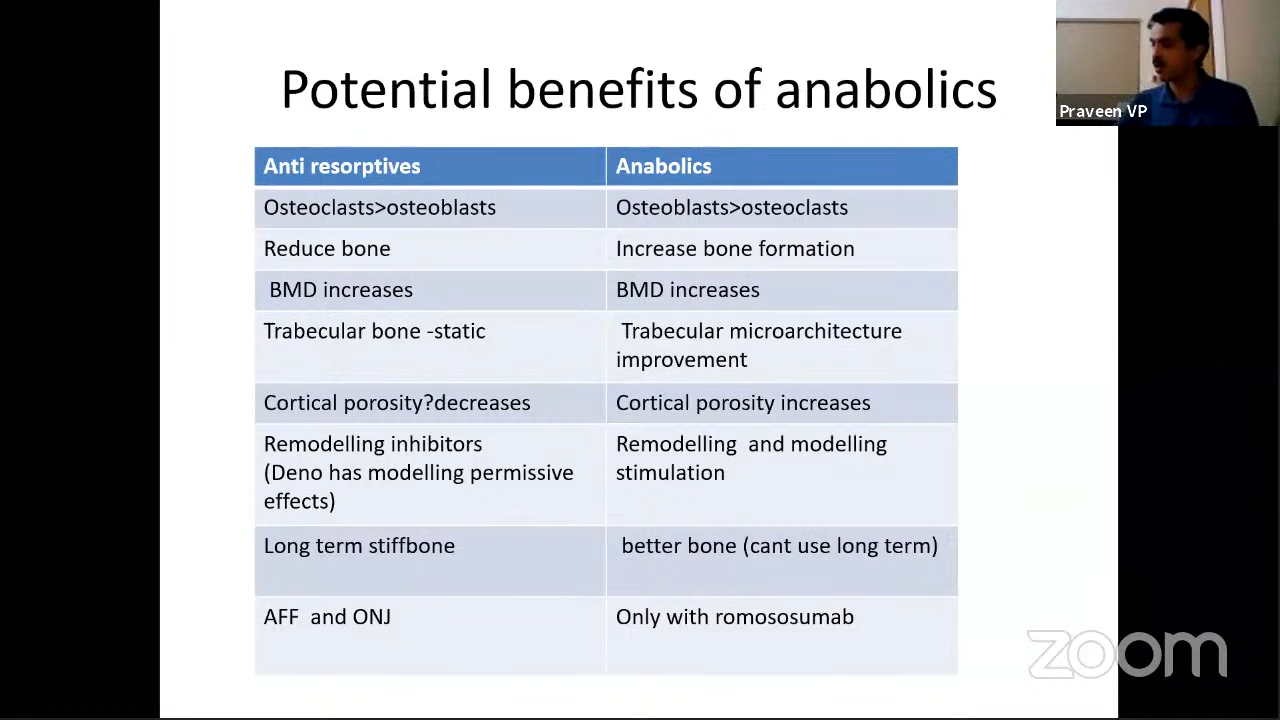 Potential benefits of anabolics
Praveen VP
Anti resorptives
Anabolics
Osteoclasts>osteoblasts
Osteoblasts>osteoclasts
Reduce bone
Increase bone formation
BMD increases
BMD increases
Trabecular bone -static
Trabecular microarchitecture
improvement
Cortical porosity?decreases
Cortical porosity increases
Remodelling inhibitors
(Deno has modelling permissive
effects)
Remodelling and modelling
stimulation
Long term stiffbone
better bone (cant use long term)
AFF and ONJ
Only with romososumab
zoom